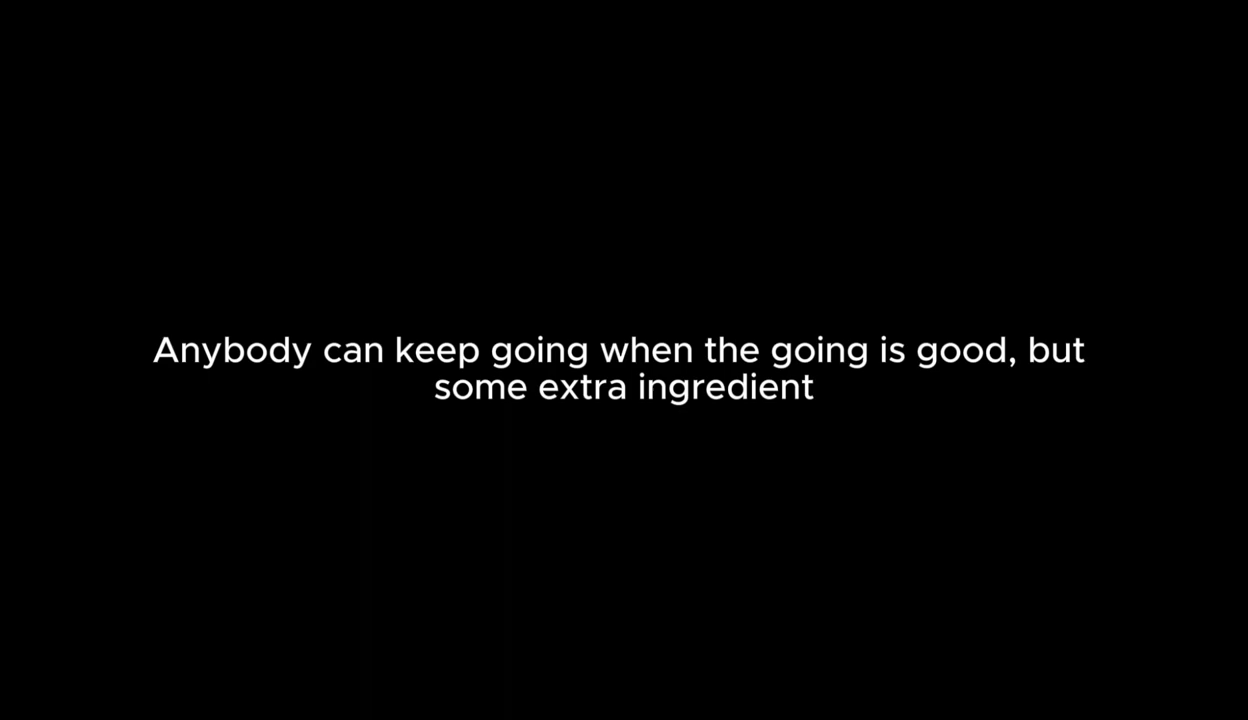 Anybody can keep going when the going is good, but
some extra ingredient